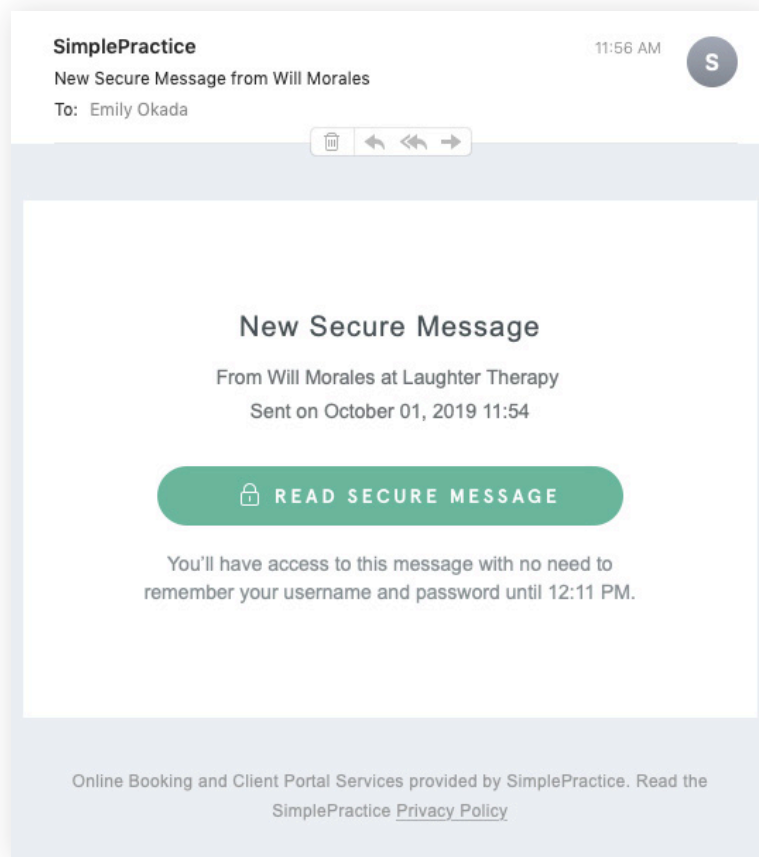 SimplePractice
11:56 AM
S
New Secure Message from Will Morales
To: Emily Okada
New Secure Message
From Will Morales at Laughter Therapy
Sent on October 01, 2019 11:54
READ SECURE MESSAGE
You'll have access to this message with no need to
remember your username and password until 12:11 PM.
Online Booking and Client Portal Services provided by SimplePractice. Read the
SimplePractice Privacy Policy